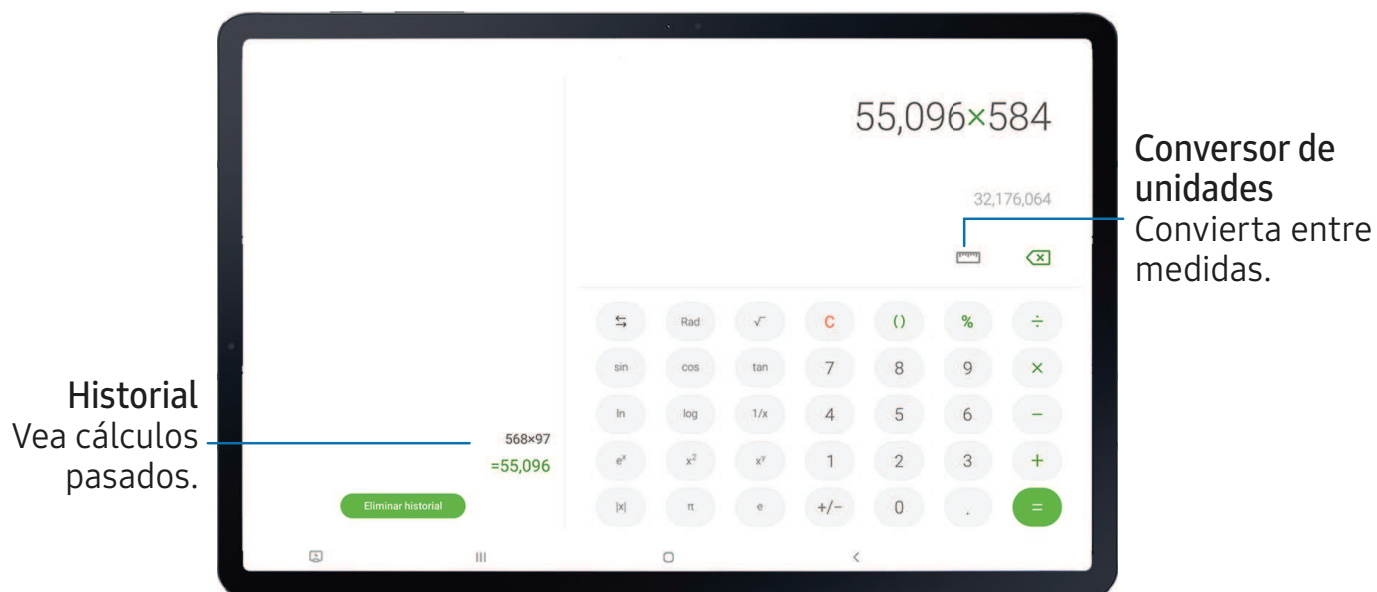 55,096×584
32,176,064
Conversor de
unidades
Convierta entre
medidas.
Rad √ C () % ÷
sin cos tan 7 8 9 ×
ln log 1/x 4 5 6 −
eˣ x² xʸ 1 2 3 +
|x| π e +/− 0 . =
Historial
Vea cálculos
pasados.
568×97
=55,096
Eliminar historial